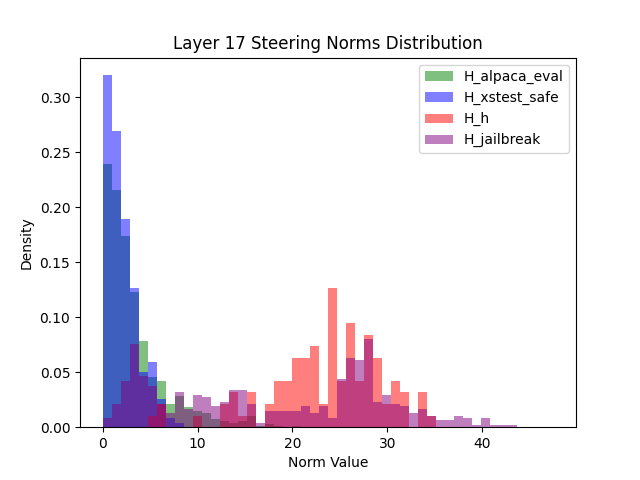 Layer 17 Steering Norms Distribution
H_alpaca_eval
H_xstest_safe
H_h
H_jailbreak
0.30
0.25
0.20
0.15
0.10
0.05
0.00
Density
0 10 20 30 40
Norm Value